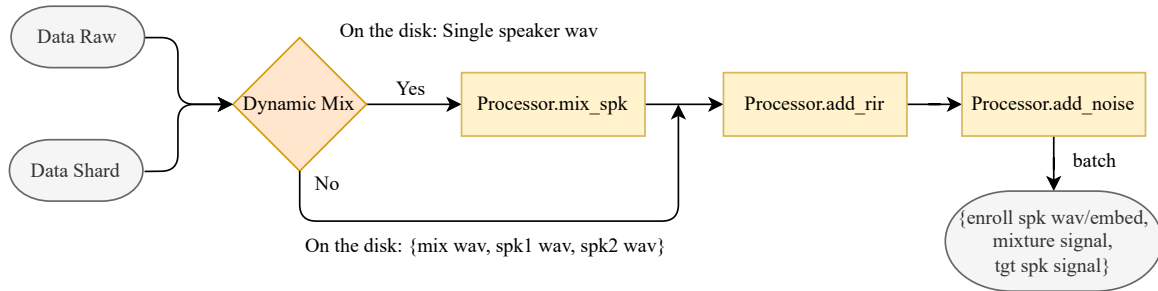 Data Raw
On the disk: Single speaker wav
Dynamic Mix
Yes
Processor.mix_spk
Processor.add_rir
Processor.add_noise
Data Shard
No
batch
On the disk: {mix wav, spk1 wav, spk2 wav}
{enroll spk wav/embed,
mixture signal,
tgt spk signal}